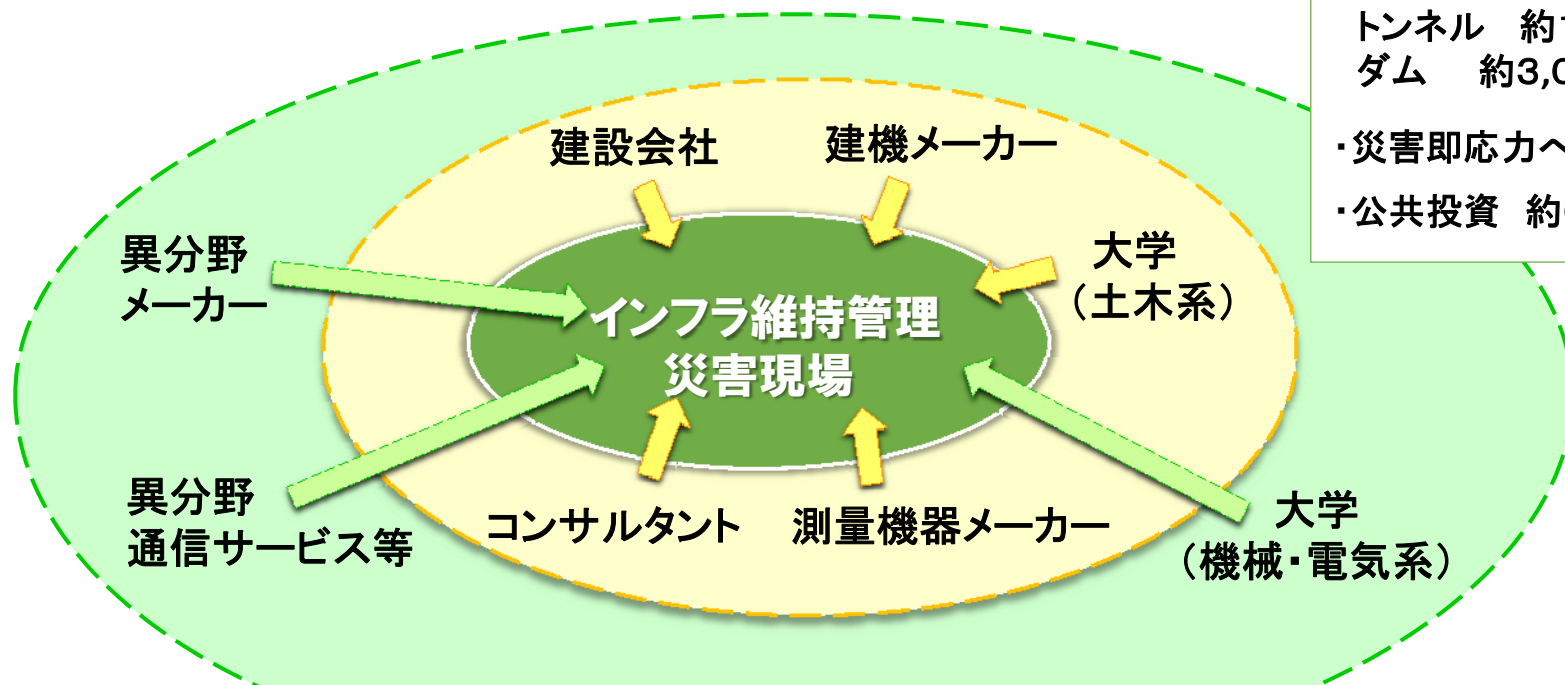 トンネル 約
ダム 約3,0
・災害即応力へ
・公共投資 約
建設会社
建機メーカー
異分野
メーカー
大学
（土木系）
インフラ維持管理
災害現場
異分野
通信サービス等
コンサルタント
測量機器メーカー
大学
（機械・電気系）